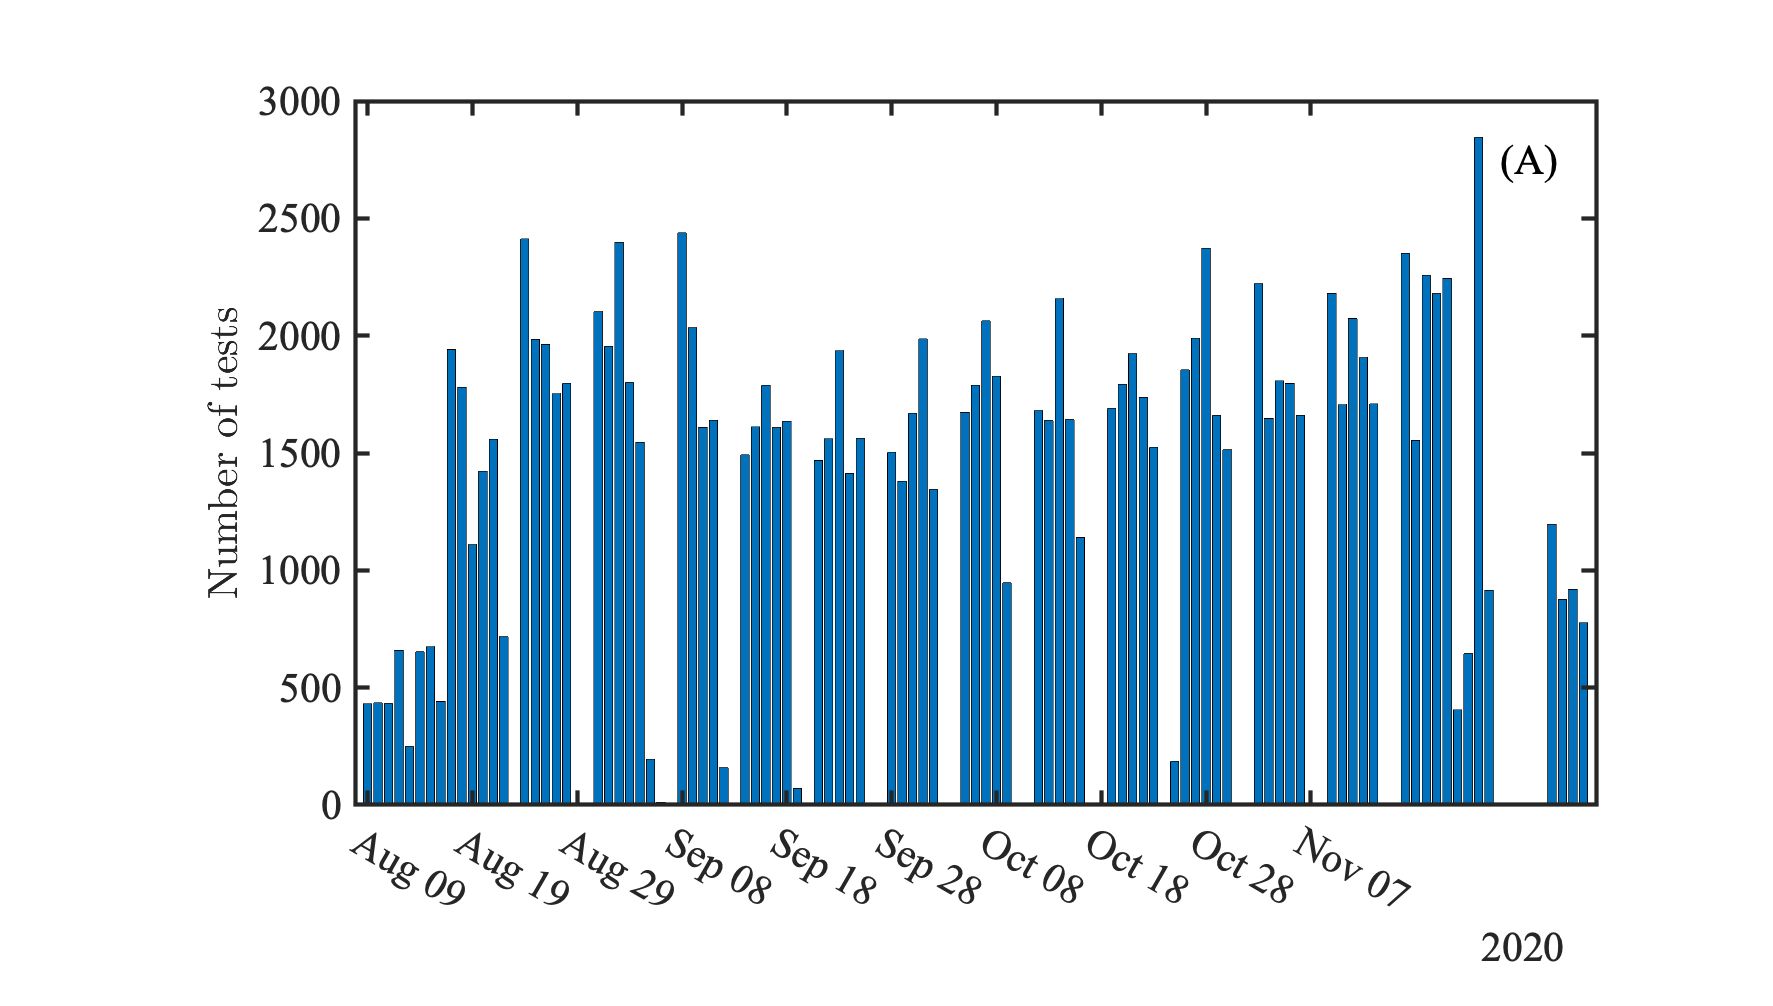 3000
(A)
2500
2000
1500
1000
500
0
Number of tests
Aug 09
Aug 19
Aug 29
Sep 08
Sep 18
Sep 28
Oct 08
Oct 18
Oct 28
Nov 07
2020